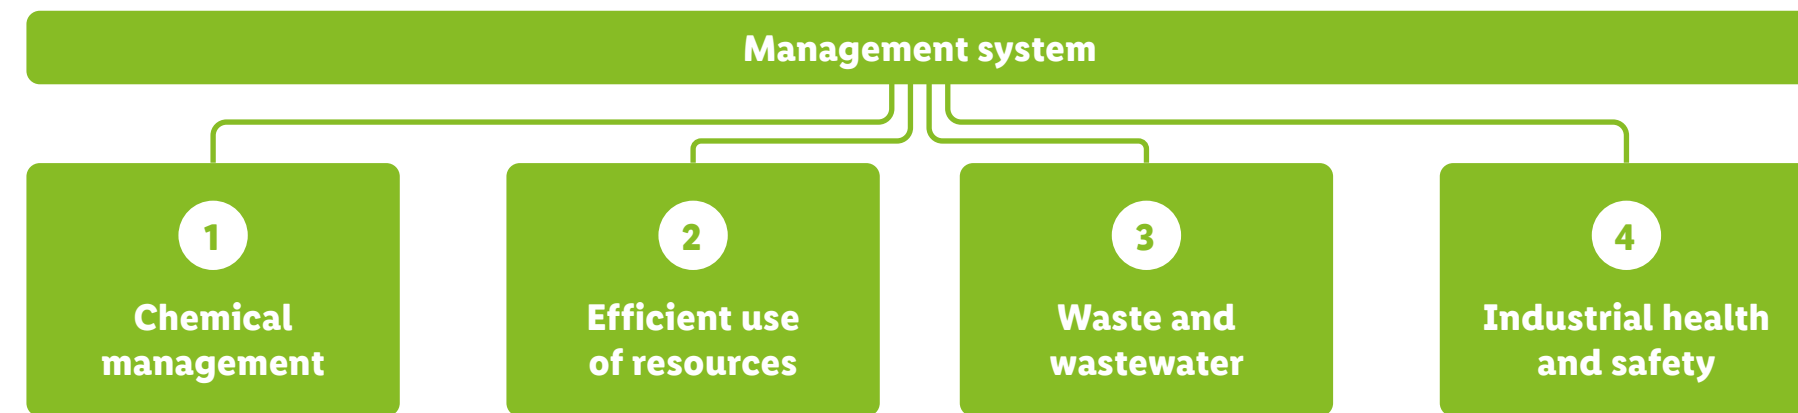 Management system
1
Chemical
management
2
Efficient use
of resources
3
Waste and
wastewater
4
Industrial health
and safety